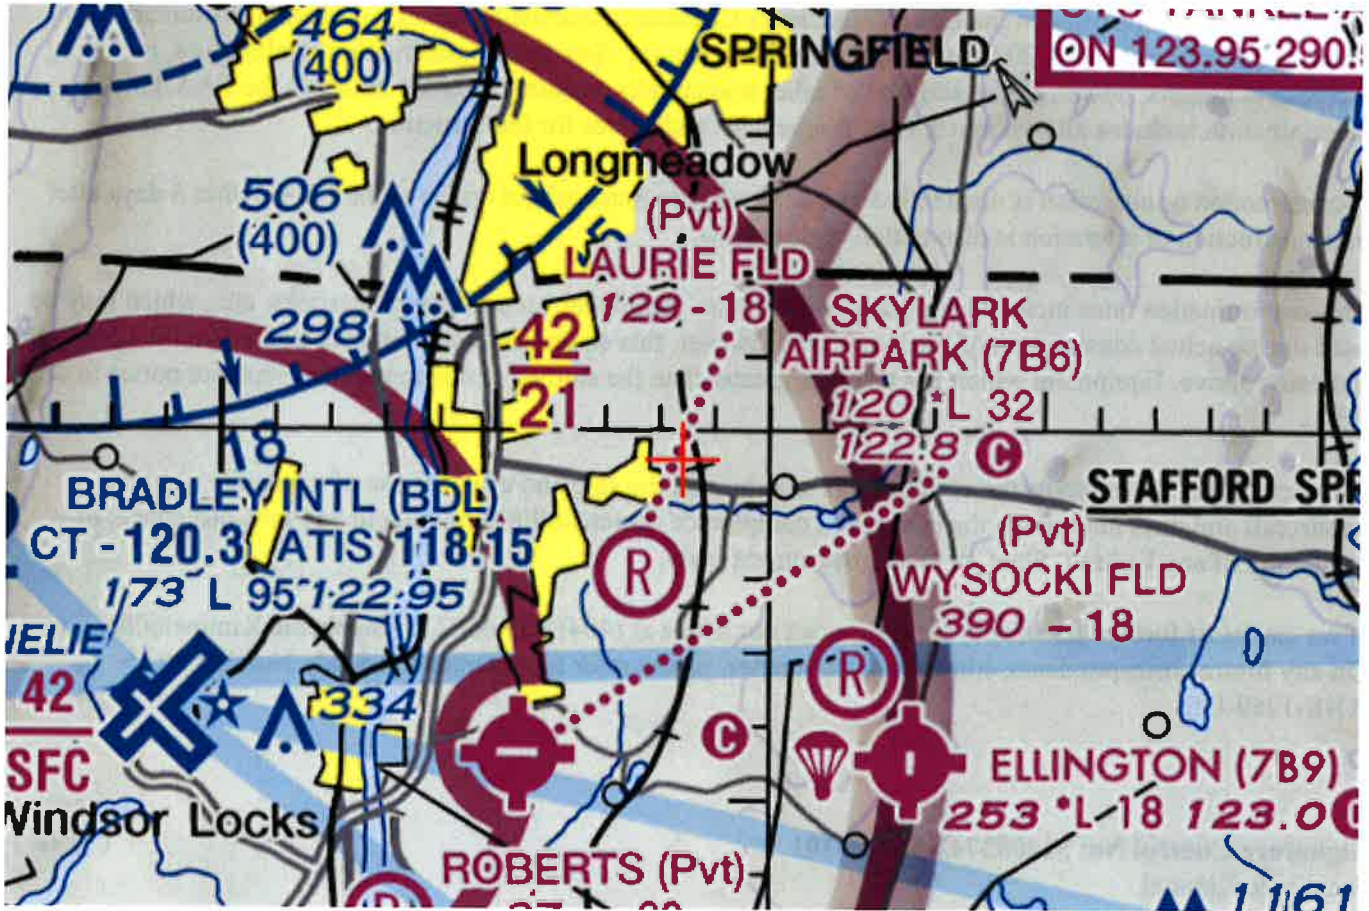 464
(400)
SPRINGFIELD
ON 123.95 290.
Longmeadow
506
(400)
(Pvt)
LAURIE FLD
129 - 18
298
42
21
SKYLARK
AIRPARK (7B6)
120 *L 32
122.8 C
18
BRADLEY INTL (BDL)
CT - 120.3 ATIS 118.15
173 L 95 122.95
STAFFORD SPR
R
(Pvt)
WYSOCKI FLD
390 - 18
NELIE
42
SFC
334
R
C
Windsor Locks
ELLINGTON (7B9)
253 *L 18 123.0 C
ROBERTS (Pvt)
R
1161